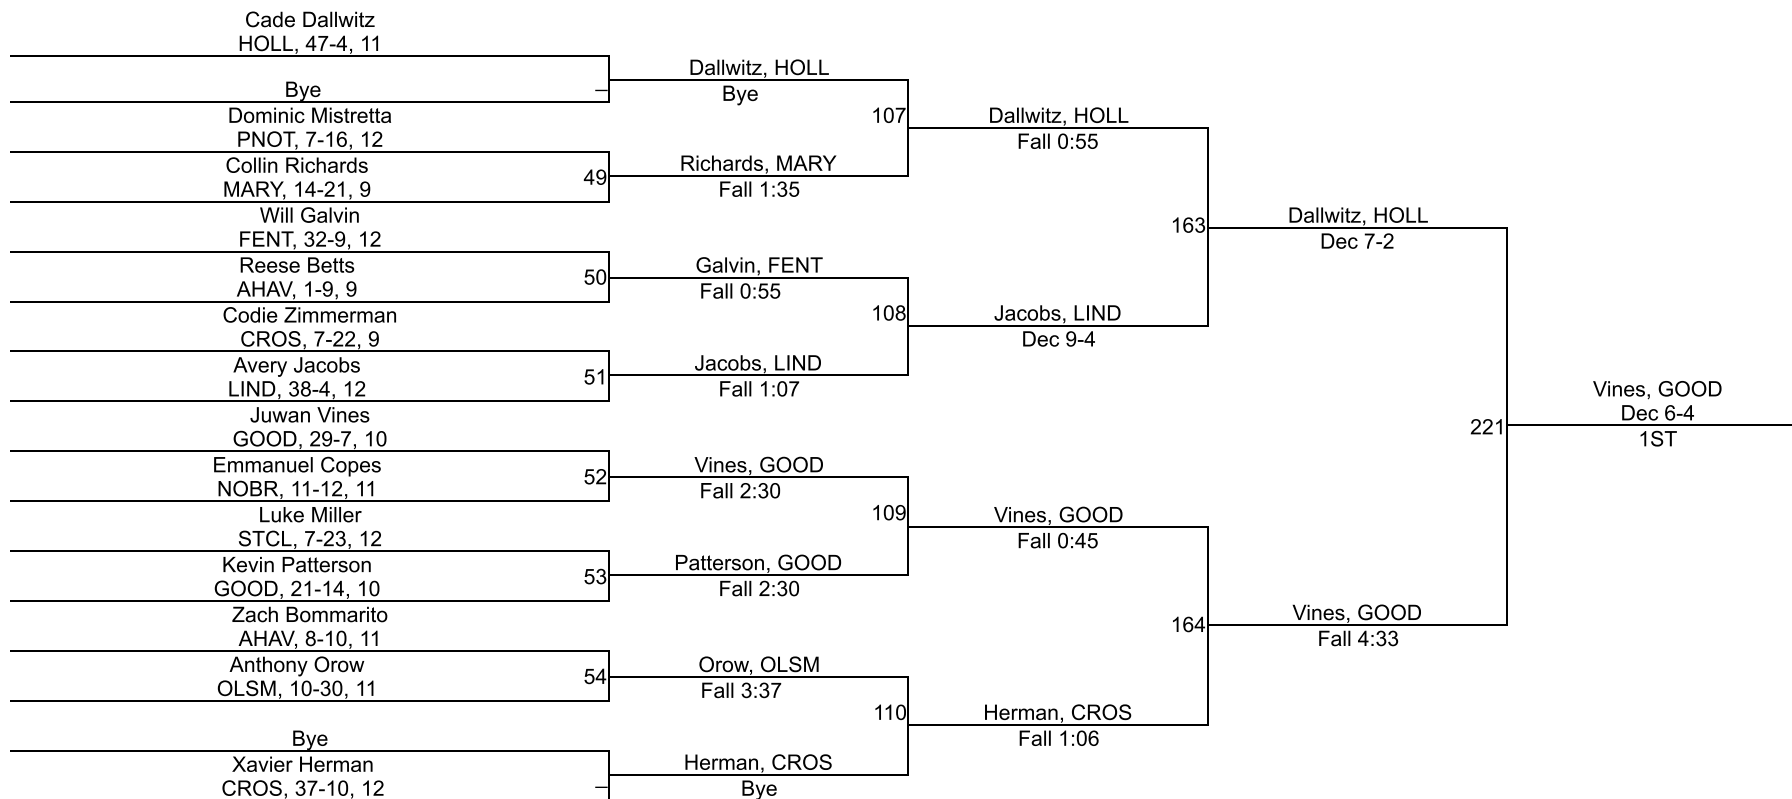 Cade Dallwitz
HOLL, 47-4, 11
Bye
–
Dominic Mistretta
PNOT, 7-16, 12
Collin Richards
MARY, 14-21, 9
49
Will Galvin
FENT, 32-9, 12
Reese Betts
AHAV, 1-9, 9
50
Codie Zimmerman
CROS, 7-22, 9
Avery Jacobs
LIND, 38-4, 12
51
Juwan Vines
GOOD, 29-7, 10
Emmanuel Copes
NOBR, 11-12, 11
52
Luke Miller
STCL, 7-23, 12
Kevin Patterson
GOOD, 21-14, 10
53
Zach Bommarito
AHAV, 8-10, 11
Anthony Orow
OLSM, 10-30, 11
54
Bye
Xavier Herman
CROS, 37-10, 12
–
Dallwitz, HOLL
Bye
107
Richards, MARY
Fall 1:35
Galvin, FENT
Fall 0:55
108
Jacobs, LIND
Fall 1:07
Vines, GOOD
Fall 2:30
109
Patterson, GOOD
Fall 2:30
Orow, OLSM
Fall 3:37
110
Herman, CROS
Bye
Dallwitz, HOLL
Fall 0:55
163
Jacobs, LIND
Dec 9-4
Vines, GOOD
Fall 0:45
164
Herman, CROS
Fall 1:06
Dallwitz, HOLL
Dec 7-2
221
Vines, GOOD
Fall 4:33
Vines, GOOD
Dec 6-4
1ST